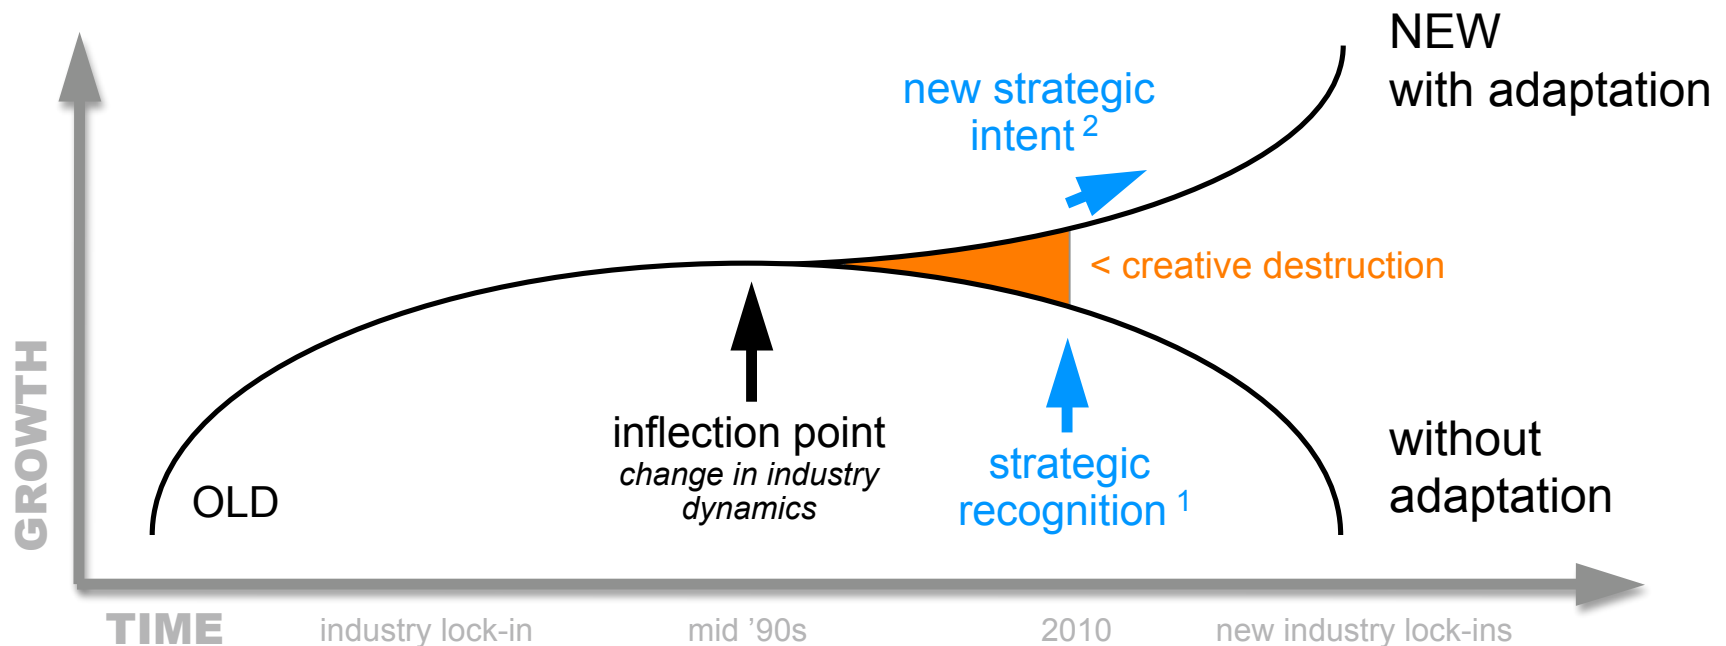 NEW
with adaptation
new strategic
intent 2
< creative destruction
GROWTH
OLD
inflection point
change in industry
dynamics
strategic
recognition 1
without
adaptation
TIME
industry lock-in
mid ’90s
2010
new industry lock-ins